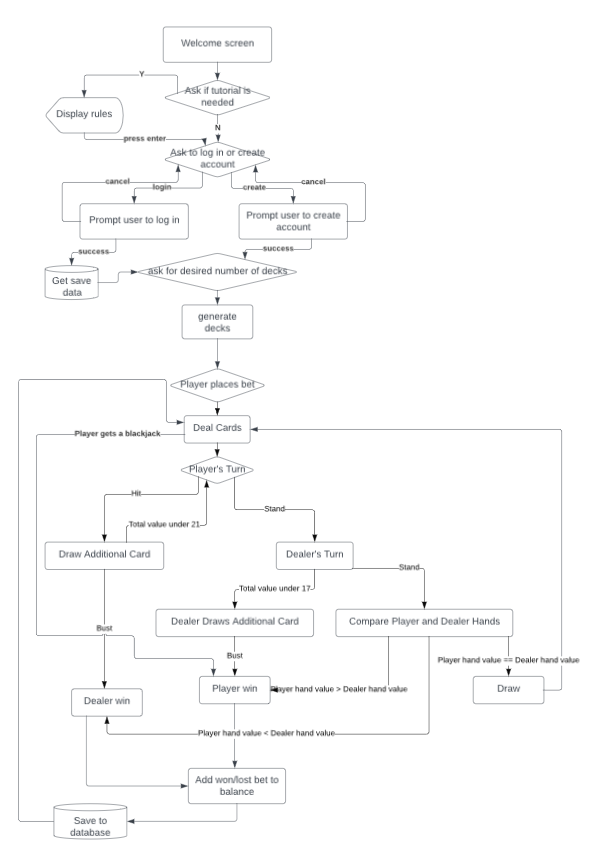 Welcome screen
Y
Ask if tutorial is
needed
Display rules
N
press enter
Ask to log in or create
account
cancel
login
create
cancel
Prompt user to log in
Prompt user to create
account
success
success
Get save
data
ask for desired number of decks
generate
decks
Player places bet
Deal Cards
Player gets a blackjack
Player's Turn
Hit
Stand
Total value under 21
Draw Additional Card
Dealer's Turn
Stand
Total value under 17
Dealer Draws Additional Card
Compare Player and Dealer Hands
Bust
Bust
Player hand value == Dealer hand value
Player win
Player hand value > Dealer hand value
Draw
Dealer win
Player hand value < Dealer hand value
Add won/lost bet to
balance
Save to
database